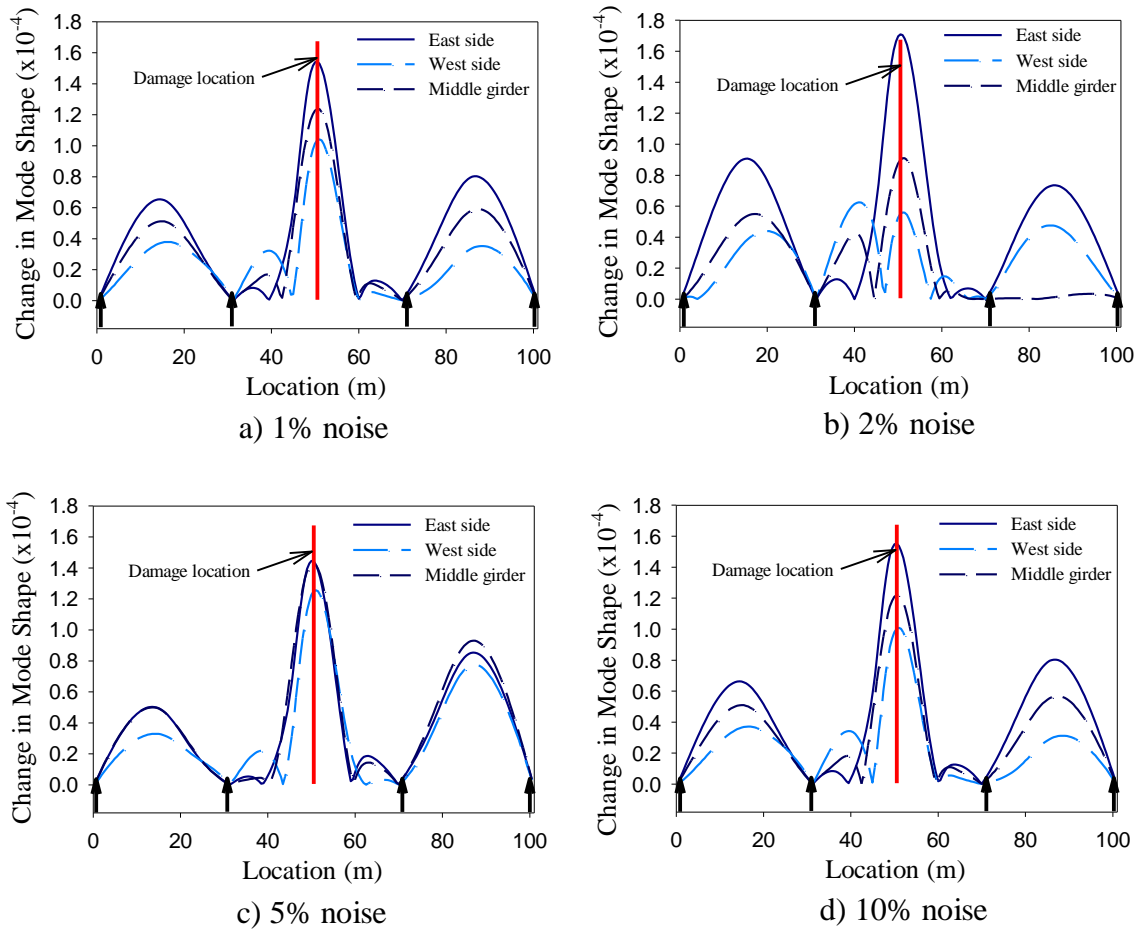 Change in Mode Shape (x10-4)
1.8
1.6
1.4
1.2
1.0
0.8
0.6
0.4
0.2
0.0
East side
West side
Middle girder
Damage location
0 20 40 60 80 100
Location (m)
a) 1% noise
Change in Mode Shape (x10-4)
1.8
1.6
1.4
1.2
1.0
0.8
0.6
0.4
0.2
0.0
East side
West side
Middle girder
Damage location
0 20 40 60 80 100
Location (m)
b) 2% noise
Change in Mode Shape (x10-4)
1.8
1.6
1.4
1.2
1.0
0.8
0.6
0.4
0.2
0.0
East side
West side
Middle girder
Damage location
0 20 40 60 80 100
Location (m)
c) 5% noise
Change in Mode Shape (x10-4)
1.8
1.6
1.4
1.2
1.0
0.8
0.6
0.4
0.2
0.0
East side
West side
Middle girder
Damage location
0 20 40 60 80 100
Location (m)
d) 10% noise